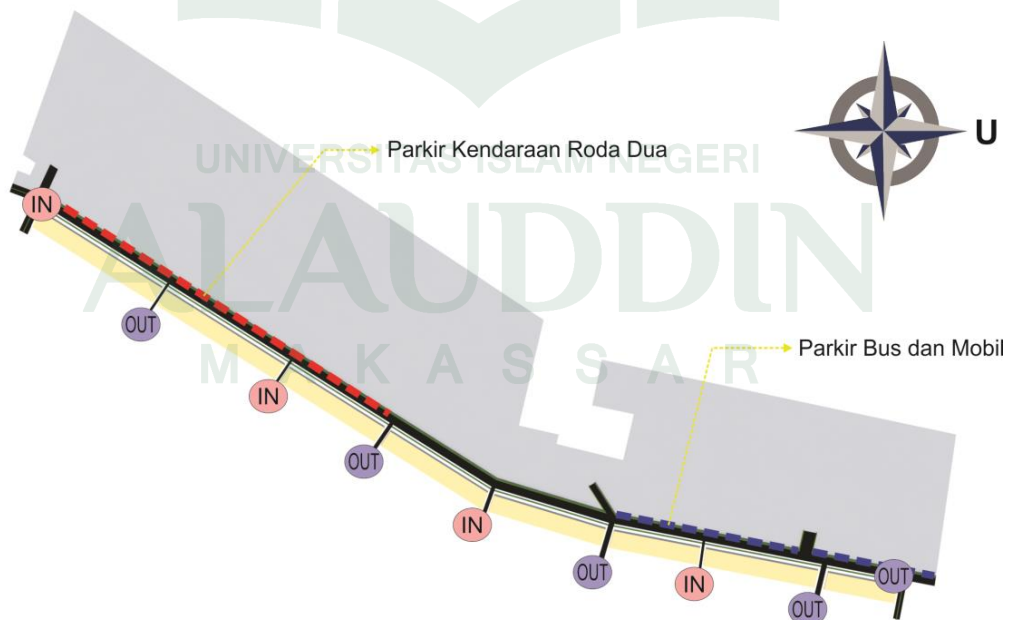 U
UNIVERSITAS ISLAM NEGERI
Parkir Kendaraan Roda Dua
IN
ALAUDDIN
OUT
Parkir Bus dan Mobil
MAKASSAR
IN
OUT
IN
OUT
IN
OUT
OUT